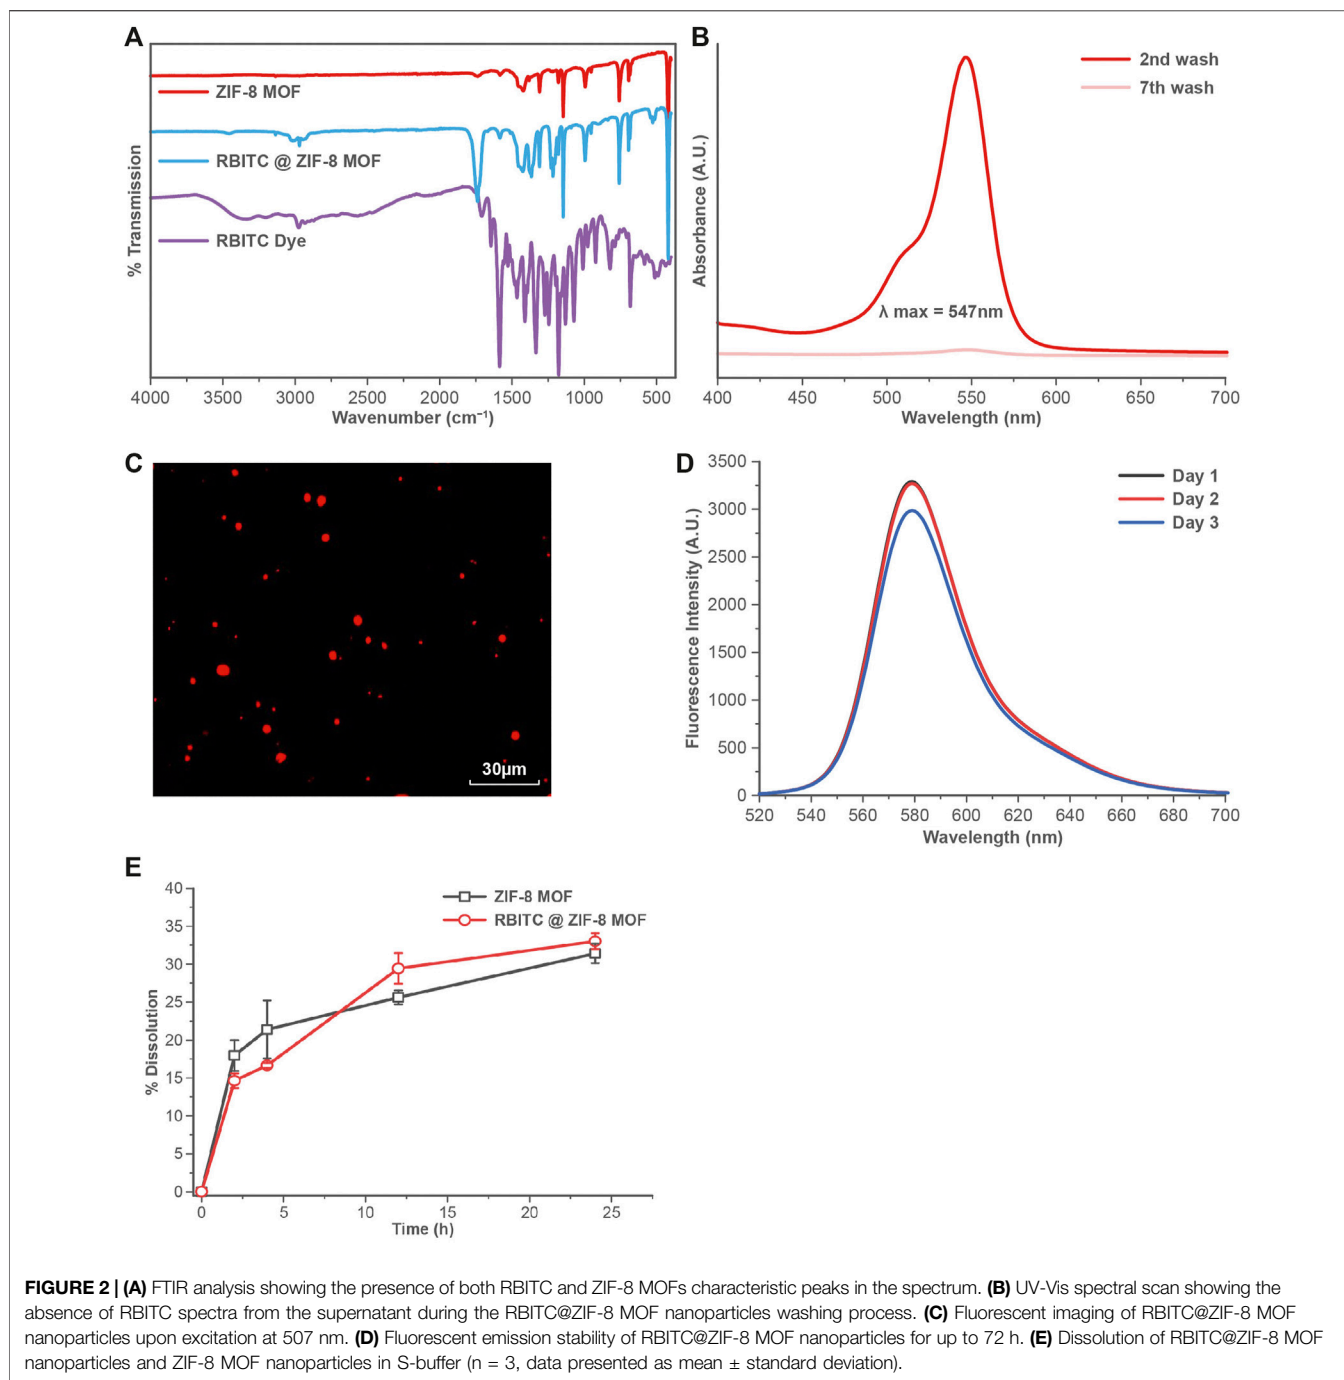 A
% Transmission
ZIF-8 MOF
RBITC @ ZIF-8 MOF
RBITC Dye
4000 3500 3000 2500 2000 1500 1000 500
Wavenumber (cm⁻¹)
B
Absorbance (A.U.)
2nd wash
7th wash
λ max = 547nm
400 450 500 550 600 650 700
Wavelength (nm)
C
30µm
D
Fluorescence Intensity (A.U.)
3500
3000
2500
2000
1500
1000
500
0
Day 1
Day 2
Day 3
520 540 560 580 600 620 640 660 680 700
Wavelength (nm)
E
% Dissolution
40
35
30
25
20
15
10
5
0
ZIF-8 MOF
RBITC @ ZIF-8 MOF
0 5 10 15 20 25
Time (h)
FIGURE 2 | (A) FTIR analysis showing the presence of both RBITC and ZIF-8 MOFs characteristic peaks in the spectrum. (B) UV-Vis spectral scan showing the
absence of RBITC spectra from the supernatant during the RBITC@ZIF-8 MOF nanoparticles washing process. (C) Fluorescent imaging of RBITC@ZIF-8 MOF
nanoparticles upon excitation at 507 nm. (D) Fluorescent emission stability of RBITC@ZIF-8 MOF nanoparticles for up to 72 h. (E) Dissolution of RBITC@ZIF-8 MOF
nanoparticles and ZIF-8 MOF nanoparticles in S-buffer (n = 3, data presented as mean ± standard deviation).